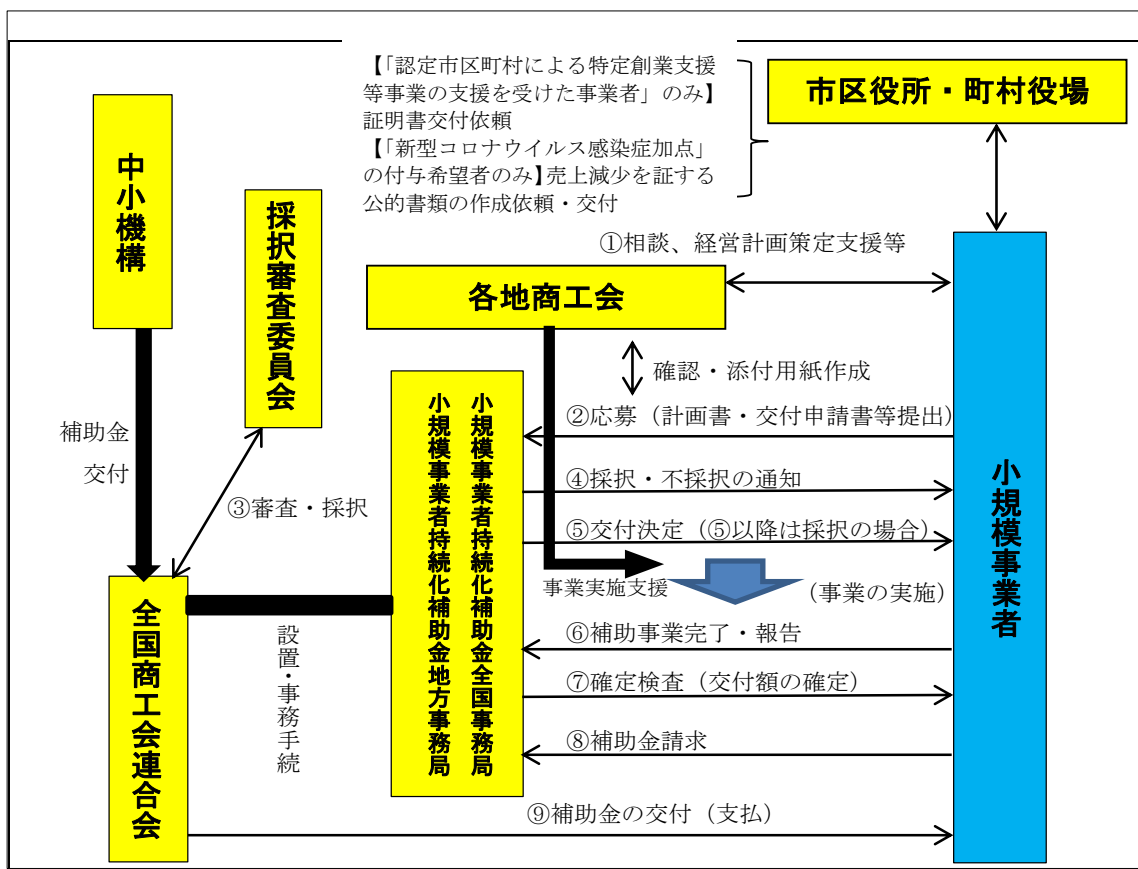 【「認定市区町村による特定創業支援
等事業の支援を受けた事業者」のみ】
証明書交付依頼
【「新型コロナウイルス感染症加点」
の付与希望者のみ】売上減少を証する
公的書類の作成依頼・交付
市区役所・町村役場
中小機構
採択審査委員会
①相談、経営計画策定支援等
各地商工会
確認・添付用紙作成
補助金
交付
②応募（計画書・交付申請書等提出）
③審査・採択
④採択・不採択の通知
⑤交付決定（⑤以降は採択の場合）
事業実施支援
（事業の実施）
小規模事業者
小規模事業者持続化補助金全国事務局
小規模事業者持続化補助金地方事務局
全国商工会連合会
設置・事務手続
⑥補助事業完了・報告
⑦確定検査（交付額の確定）
⑧補助金請求
⑨補助金の交付（支払）